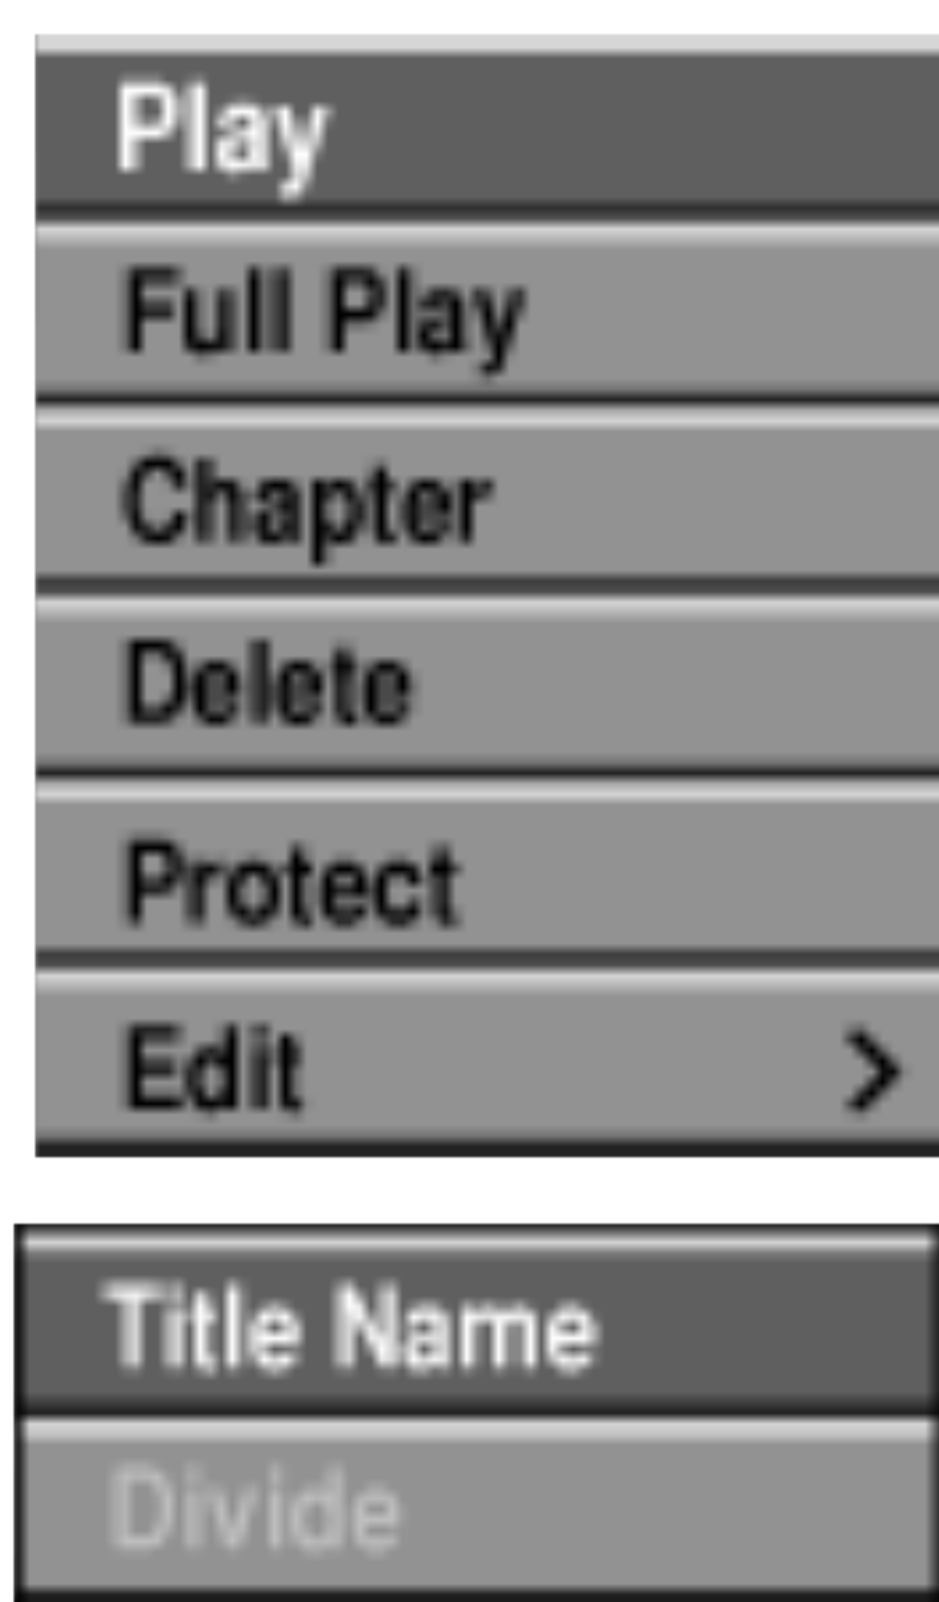 Play
Full Play
Chapter
Delete
Protect
Edit >
Title Name
Divide